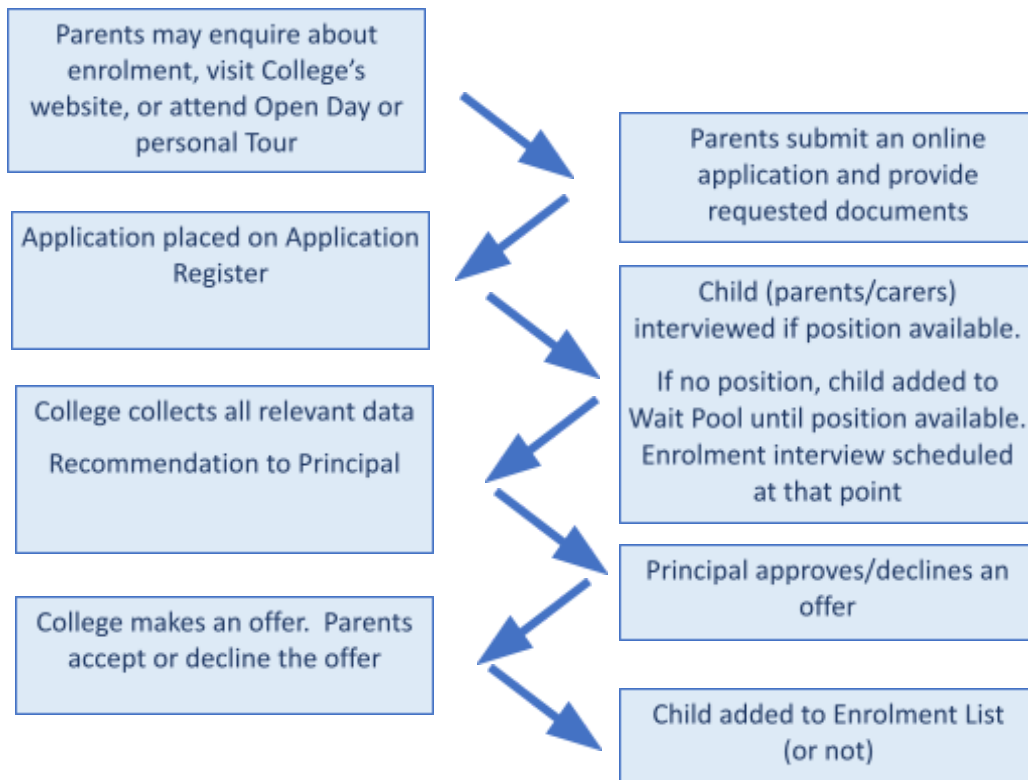 Parents may enquire about
enrolment, visit College’s
website, or attend Open Day or
personal Tour
Parents submit an online
application and provide
requested documents
Application placed on Application
Register
Child (parents/carers)
interviewed if position available.
If no position, child added to
Wait Pool until position available.
Enrolment interview scheduled
at that point
College collects all relevant data
Recommendation to Principal
Principal approves/declines an
offer
College makes an offer.  Parents
accept or decline the offer
Child added to Enrolment List
(or not)